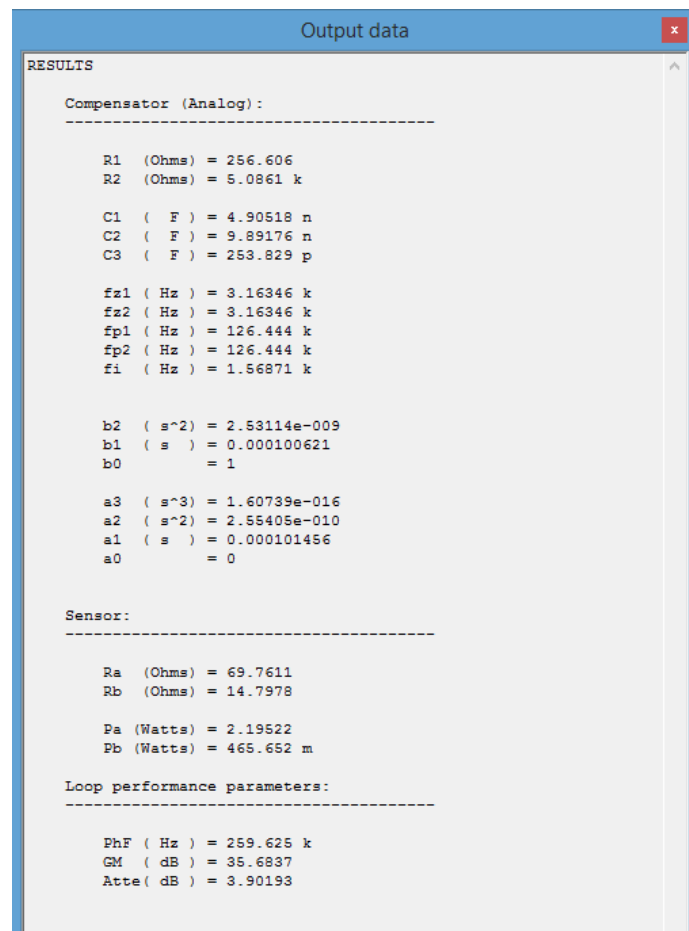 Output data
x
RESULTS
Compensator (Analog):
---------------------------------------
R1 (Ohms) = 256.606
R2 (Ohms) = 5.0861 k
C1 ( F ) = 4.90518 n
C2 ( F ) = 9.89176 n
C3 ( F ) = 253.829 p
fz1 ( Hz ) = 3.16346 k
fz2 ( Hz ) = 3.16346 k
fp1 ( Hz ) = 126.444 k
fp2 ( Hz ) = 126.444 k
fi ( Hz ) = 1.56871 k
b2 ( s^2) = 2.53114e-009
b1 ( s ) = 0.000100621
b0 = 1
a3 ( s^3) = 1.60739e-016
a2 ( s^2) = 2.55405e-010
a1 ( s ) = 0.000101456
a0 = 0
Sensor:
---------------------------------------
Ra (Ohms) = 69.7611
Rb (Ohms) = 14.7978
Pa (Watts) = 2.19522
Pb (Watts) = 465.652 m
Loop performance parameters:
---------------------------------------
PhF ( Hz ) = 259.625 k
GM ( dB ) = 35.6837
Atte( dB ) = 3.90193